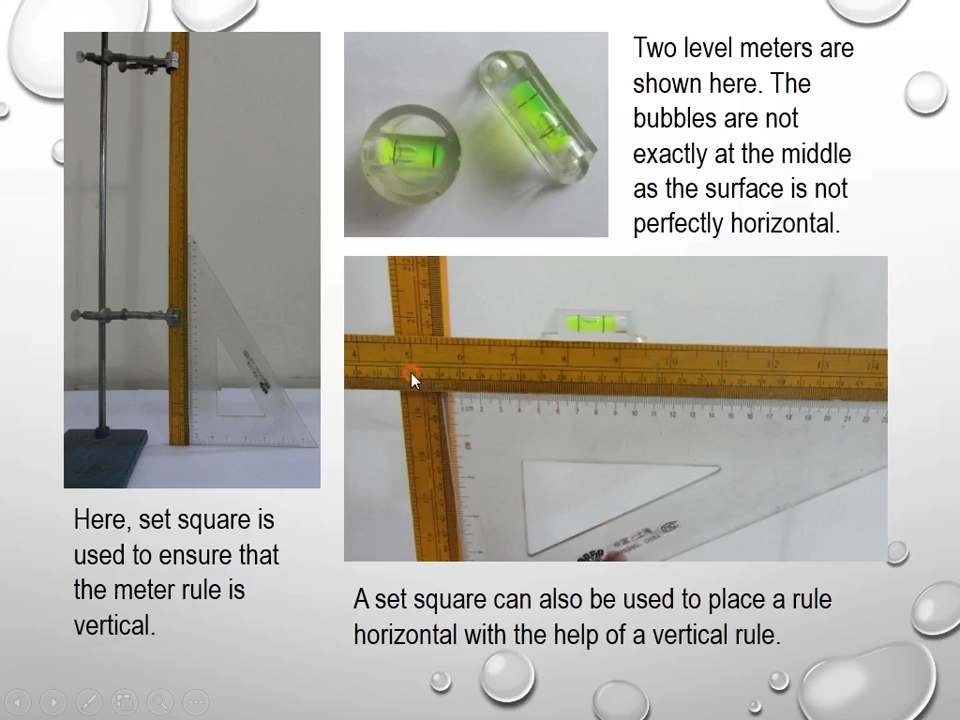 Two level meters are
shown here. The
bubbles are not
exactly at the middle
as the surface is not
perfectly horizontal.
Here, set square is
used to ensure that
the meter rule is
vertical.
A set square can also be used to place a rule
horizontal with the help of a vertical rule.